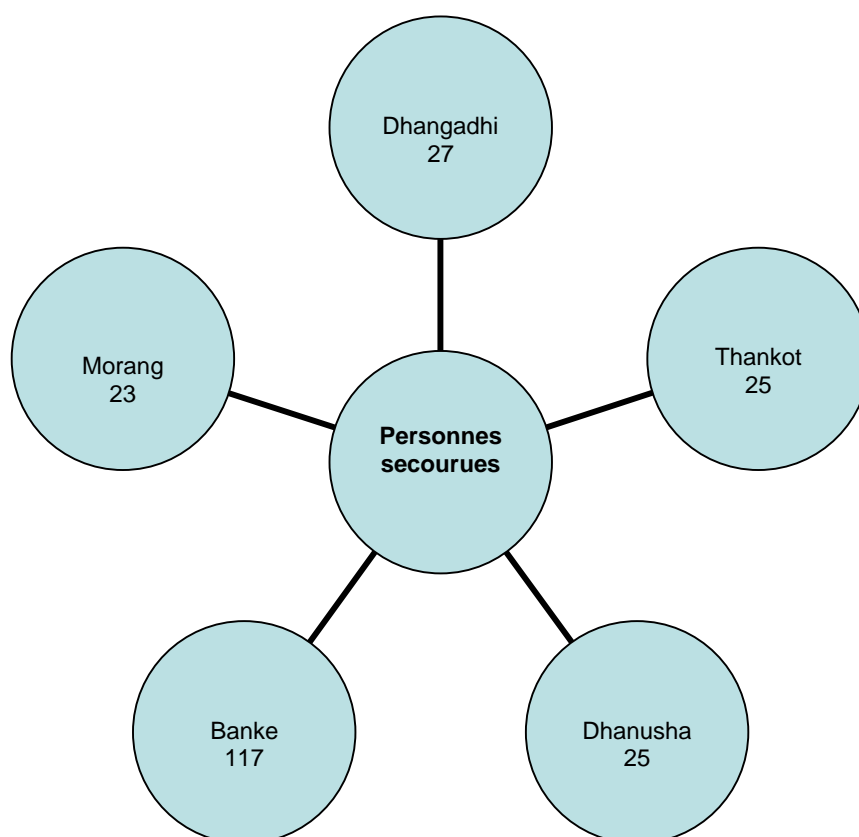 Dhangadhi
27
Morang
23
Thankot
25
Personnes
secourues
Banke
117
Dhanusha
25